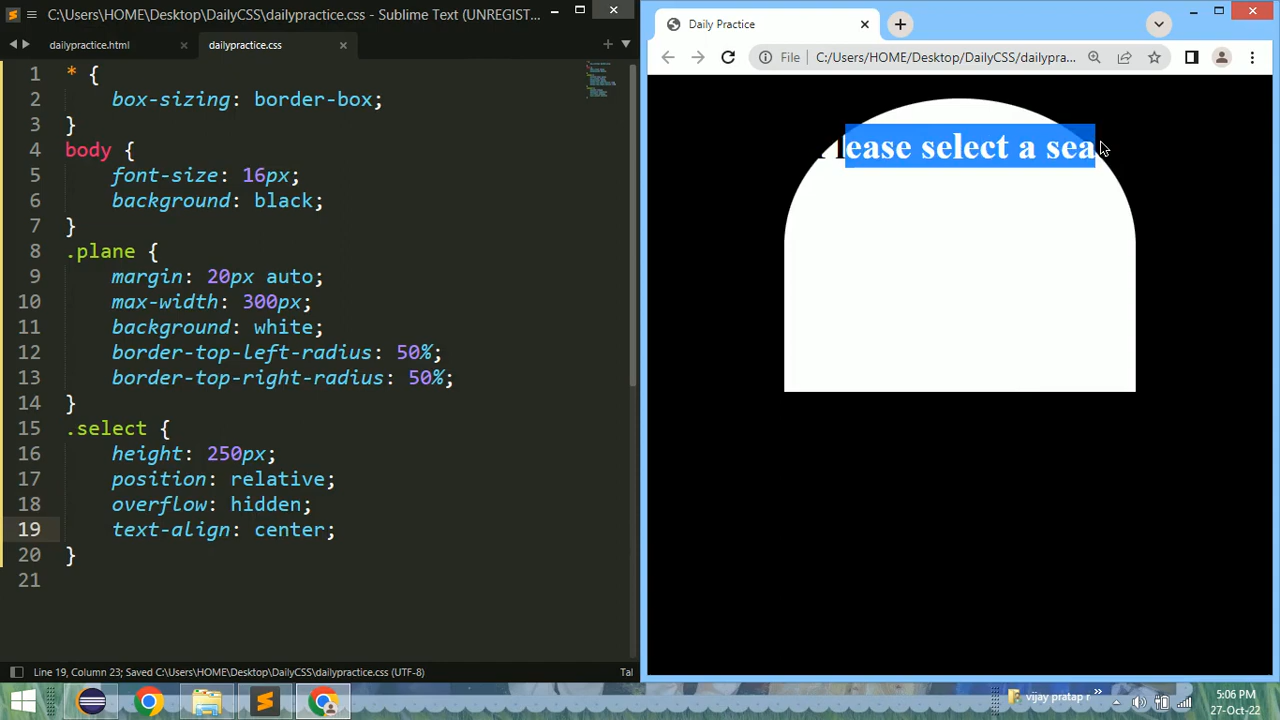 C:\Users\HOME\Desktop\DailyCSS\dailypractice.css - Sublime Text (UNREGIST...
dailypractice.html
dailypractice.css
1 * {
2 box-sizing: border-box;
3 }
4 body {
5 font-size: 16px;
6 background: black;
7 }
8 .plane {
9 margin: 20px auto;
10 max-width: 300px;
11 background: white;
12 border-top-left-radius: 50%;
13 border-top-right-radius: 50%;
14 }
15 .select {
16 height: 250px;
17 position: relative;
18 overflow: hidden;
19 text-align: center;
20 }
21
Line 19, Column 23; Saved C:\Users\HOME\Desktop\DailyCSS\dailypractice.css (UTF-8)
Tal
Daily Practice
File
C:/Users/HOME/Desktop/DailyCSS/dailypra...
lease select a sea
vijay pratap r
5:06 PM
27-Oct-22